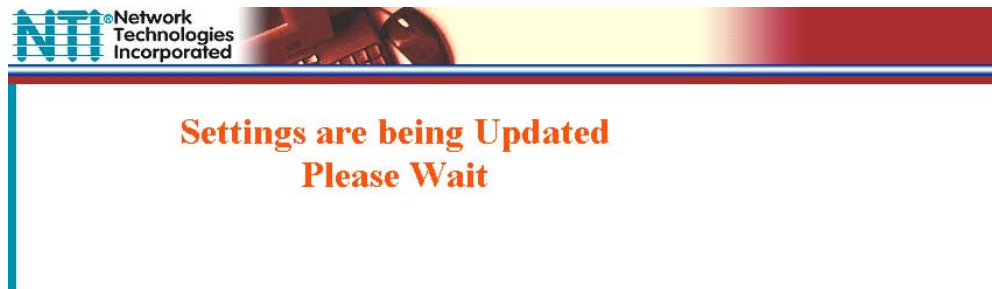 NTI®
Network
Technologies
Incorporated
Settings are being Updated
Please Wait